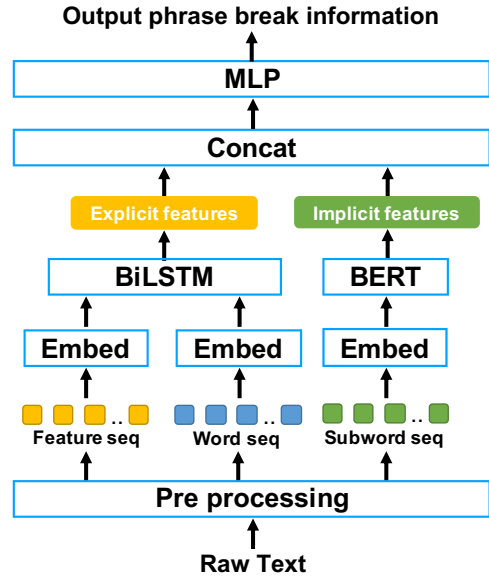 Output phrase break information
MLP
Concat
Explicit features
Implicit features
BiLSTM
BERT
Embed
Embed
Embed
..
..
..
Feature seq
Word seq
Subword seq
Pre processing
Raw Text